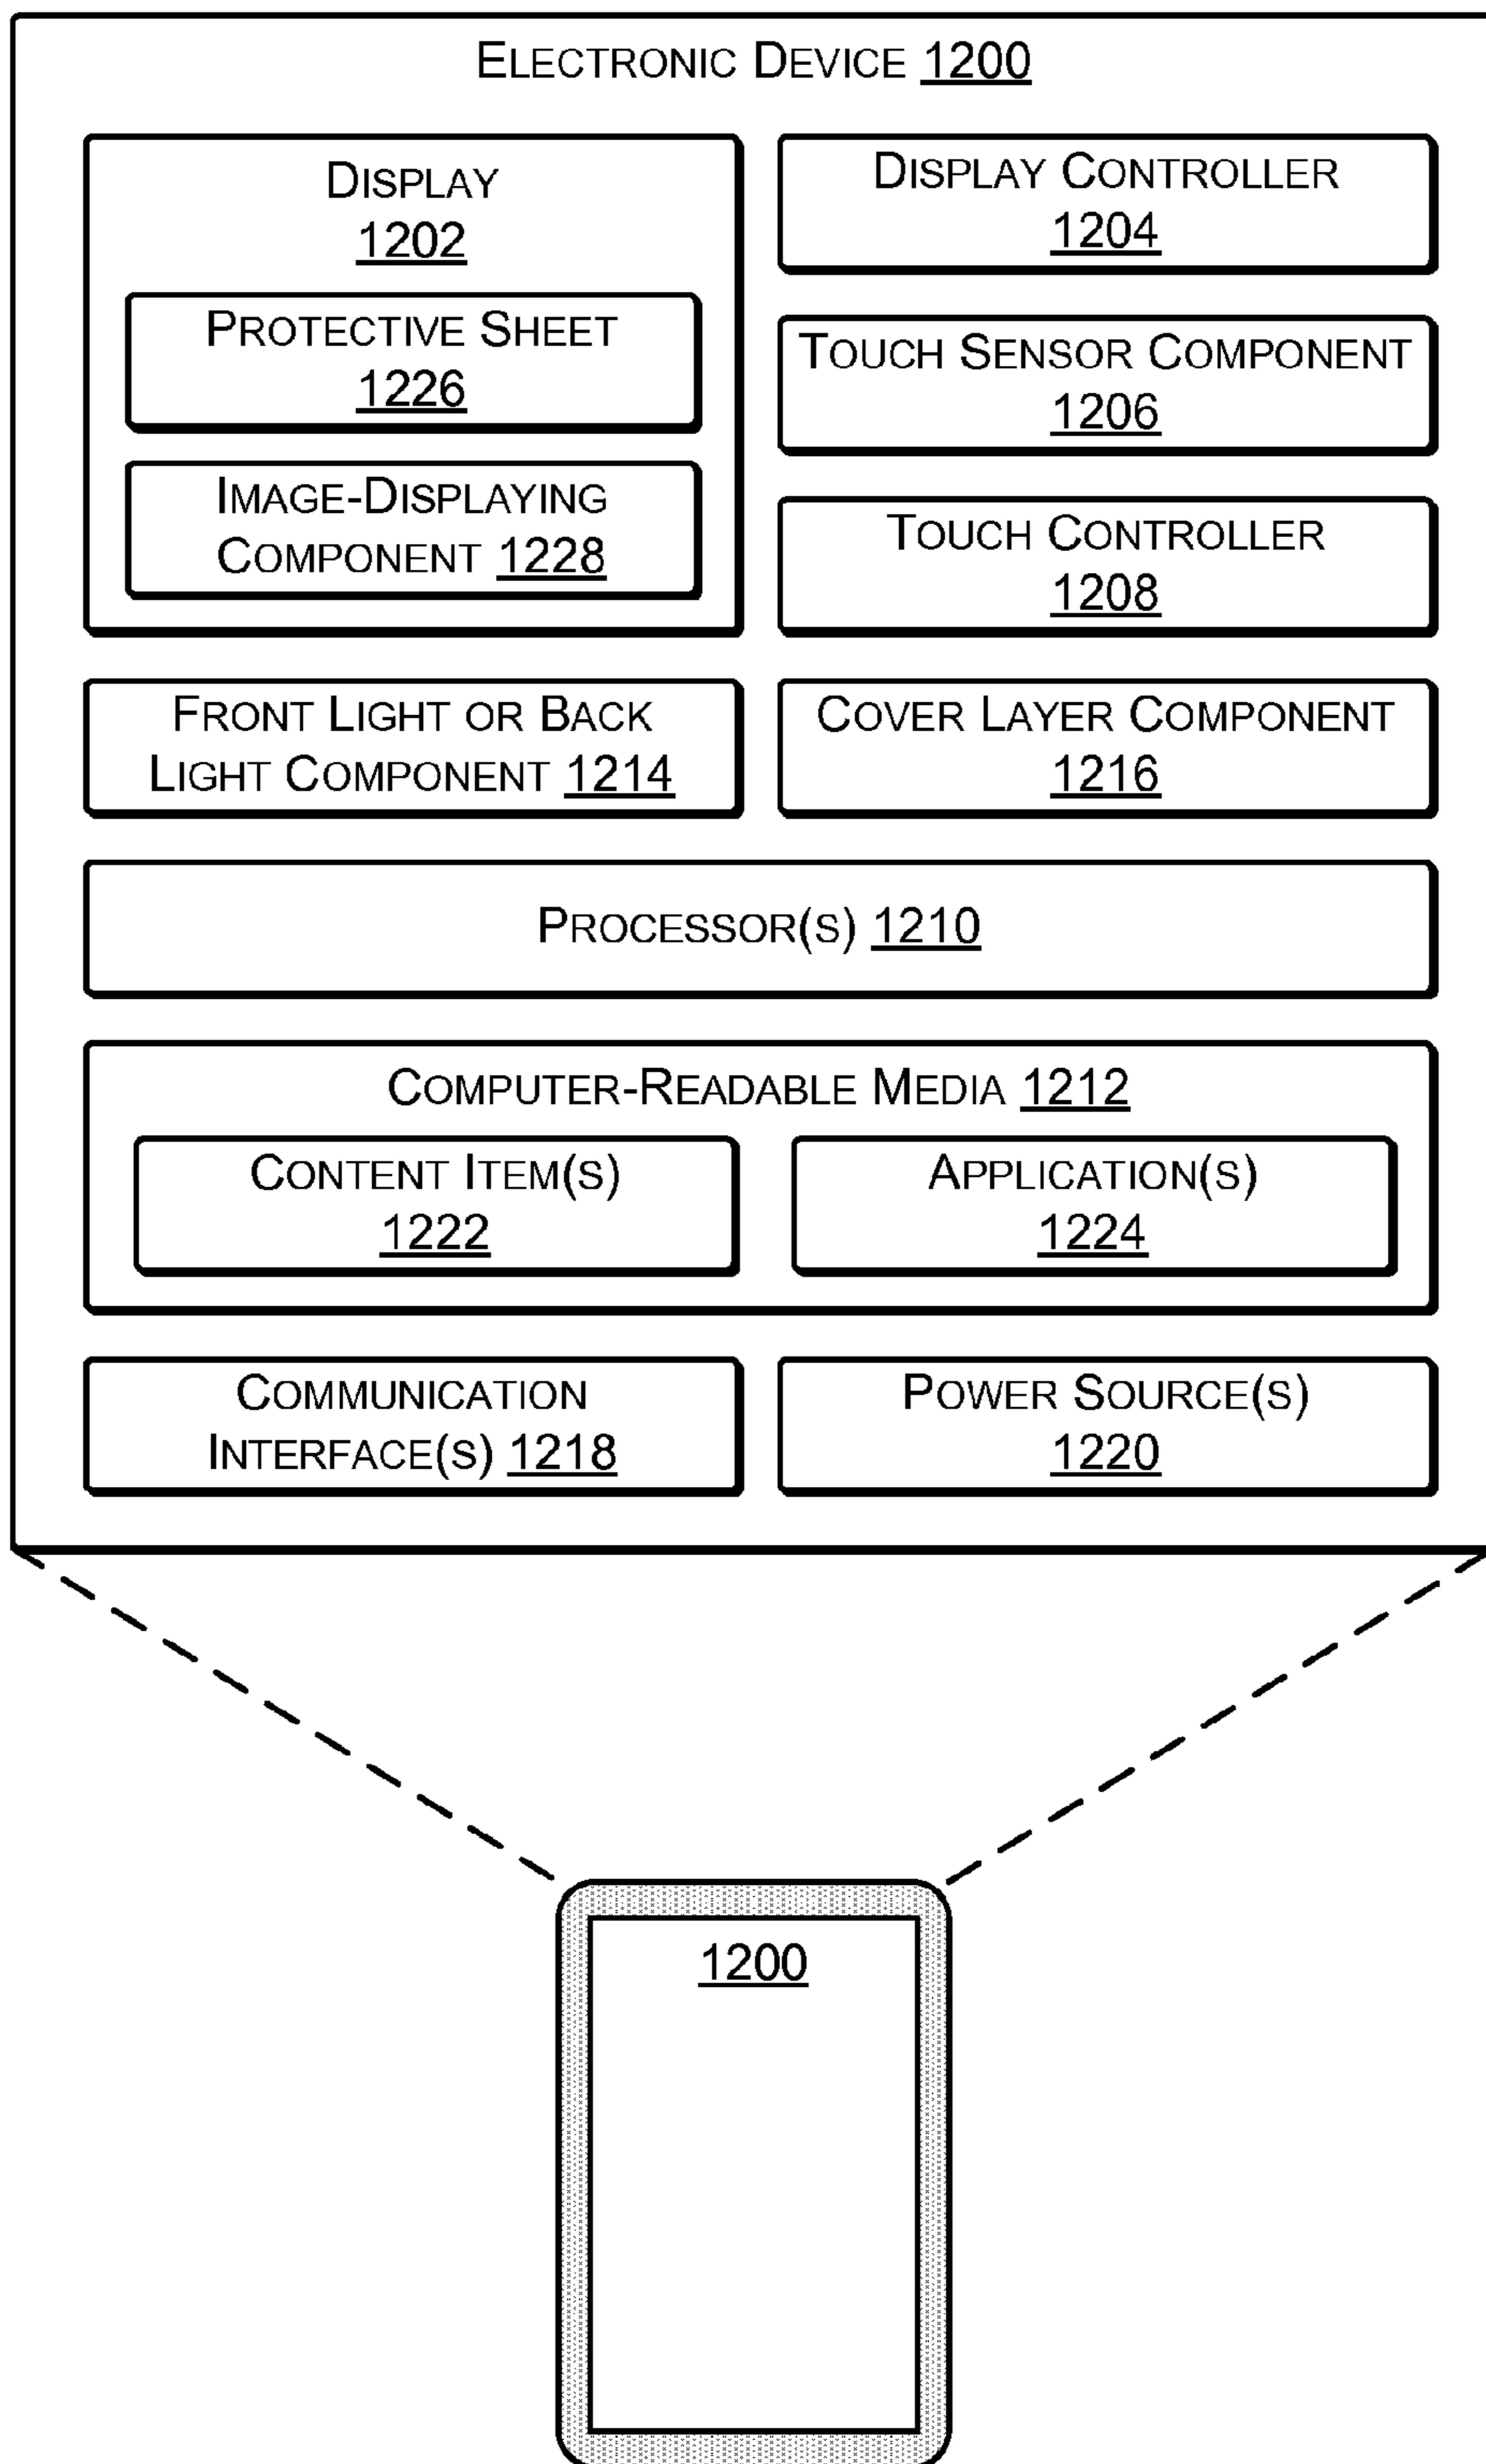 ELECTRONIC DEVICE 1200
DISPLAY
1202
PROTECTIVE SHEET
1226
IMAGE-DISPLAYING
COMPONENT 1228
DISPLAY CONTROLLER
1204
TOUCH SENSOR COMPONENT
1206
TOUCH CONTROLLER
1208
FRONT LIGHT OR BACK
LIGHT COMPONENT 1214
COVER LAYER COMPONENT
1216
PROCESSOR(S) 1210
COMPUTER-READABLE MEDIA 1212
CONTENT ITEM(S)
1222
APPLICATION(S)
1224
COMMUNICATION
INTERFACE(S) 1218
POWER SOURCE(S)
1220
1200